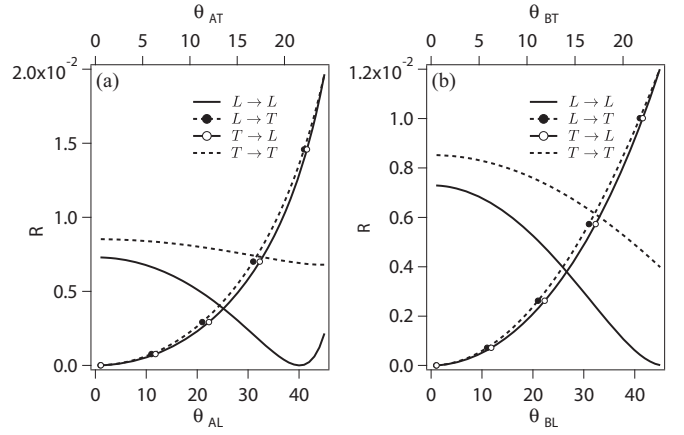 θ AT
0 5 10 15 20
2.0x10⁻²
(a)
L → L
L → T
T → L
T → T
1.5
1.0
0.5
0.0
R
0 10 20 30 40
θ AL
θ BT
0 5 10 15 20
1.2x10⁻²
(b)
L → L
L → T
T → L
T → T
1.0
0.8
0.6
0.4
0.2
0.0
R
0 10 20 30 40
θ BL